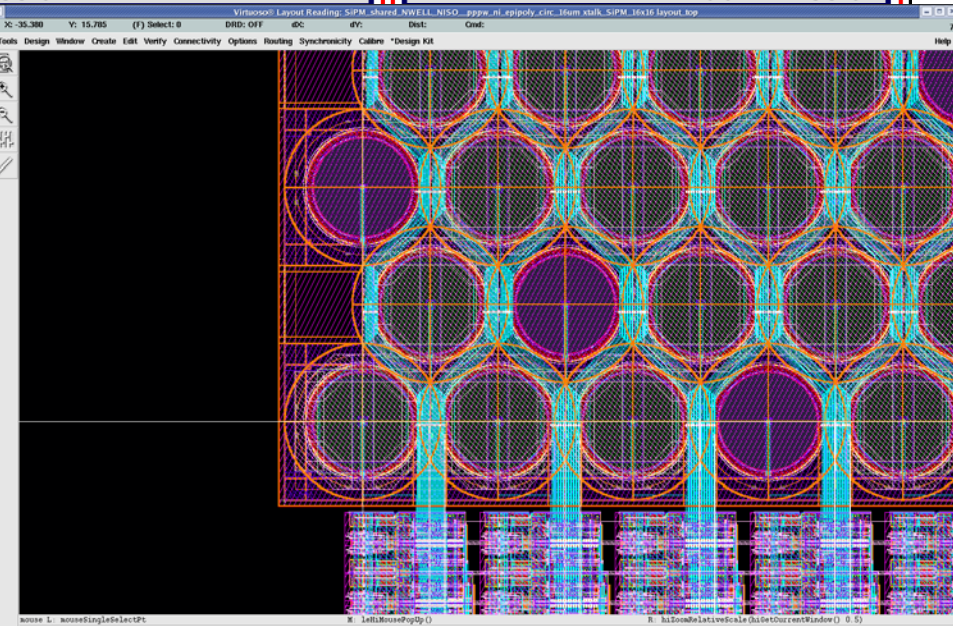 Virtuoso® Layout Reading: SiPM_shared_NWELL_NISO__pppw_ni_epipoly_circ_16um xtalk_SiPM_16x16 layout_top
X: -35.380 Y: 15.785 (F) Select: 0 DRD: OFF dX: dY: Dist: Cmd:
Tools Design Window Create Edit Verify Connectivity Options Routing Synchronicity Calibre *Design Kit Help
mouse L: mouseSingleSelectPt M: leHiMousePopUp() R: hiZoomRelativeScale(hiGetCurrentWindow() 0.5)